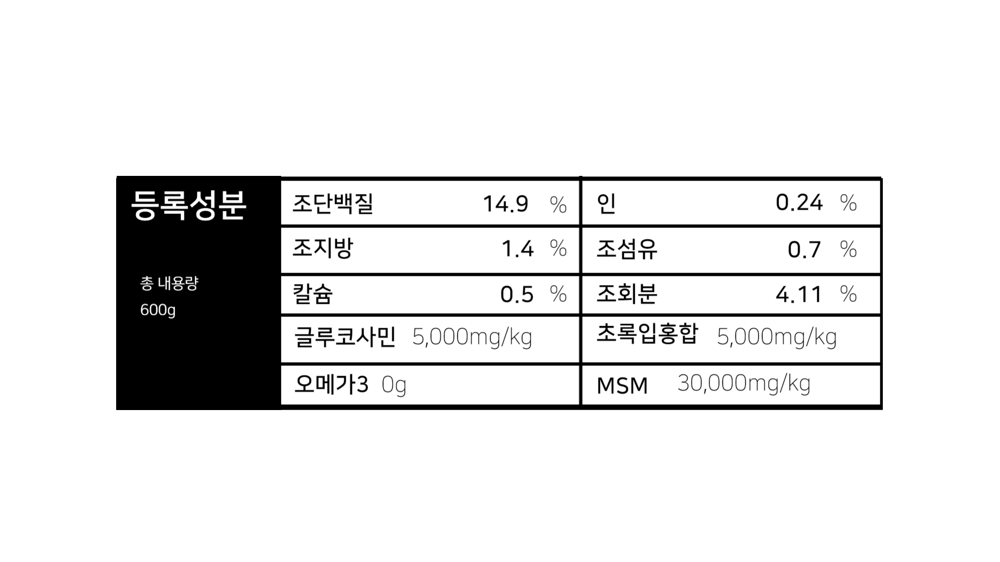 등록성분
총 내용량
600g
조단백질 14.9 % 인 0.24 %
조지방 1.4 % 조섬유 0.7 %
칼슘 0.5 % 조회분 4.11 %
글루코사민 5,000mg/kg 초록입홍합 5,000mg/kg
오메가3 0g MSM 30,000mg/kg